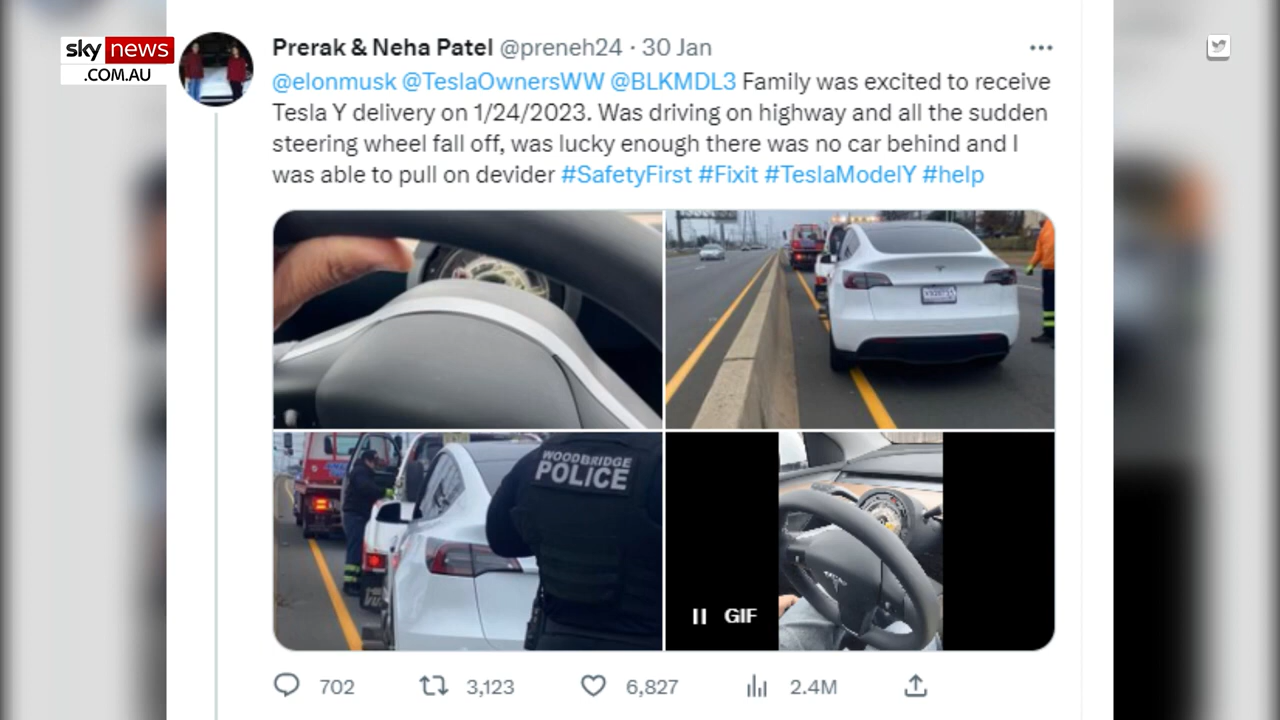 sky news
.COM.AU
Prerak & Neha Patel @preneh24 · 30 Jan
@elonmusk @TeslaOwnersWW @BLKMDL3 Family was excited to receive
Tesla Y delivery on 1/24/2023. Was driving on highway and all the sudden
steering wheel fall off, was lucky enough there was no car behind and I
was able to pull on devider #SafetyFirst #Fixit #TeslaModelY #help
WOODBRIDGE
POLICE
GIF
702 3,123 6,827 2.4M